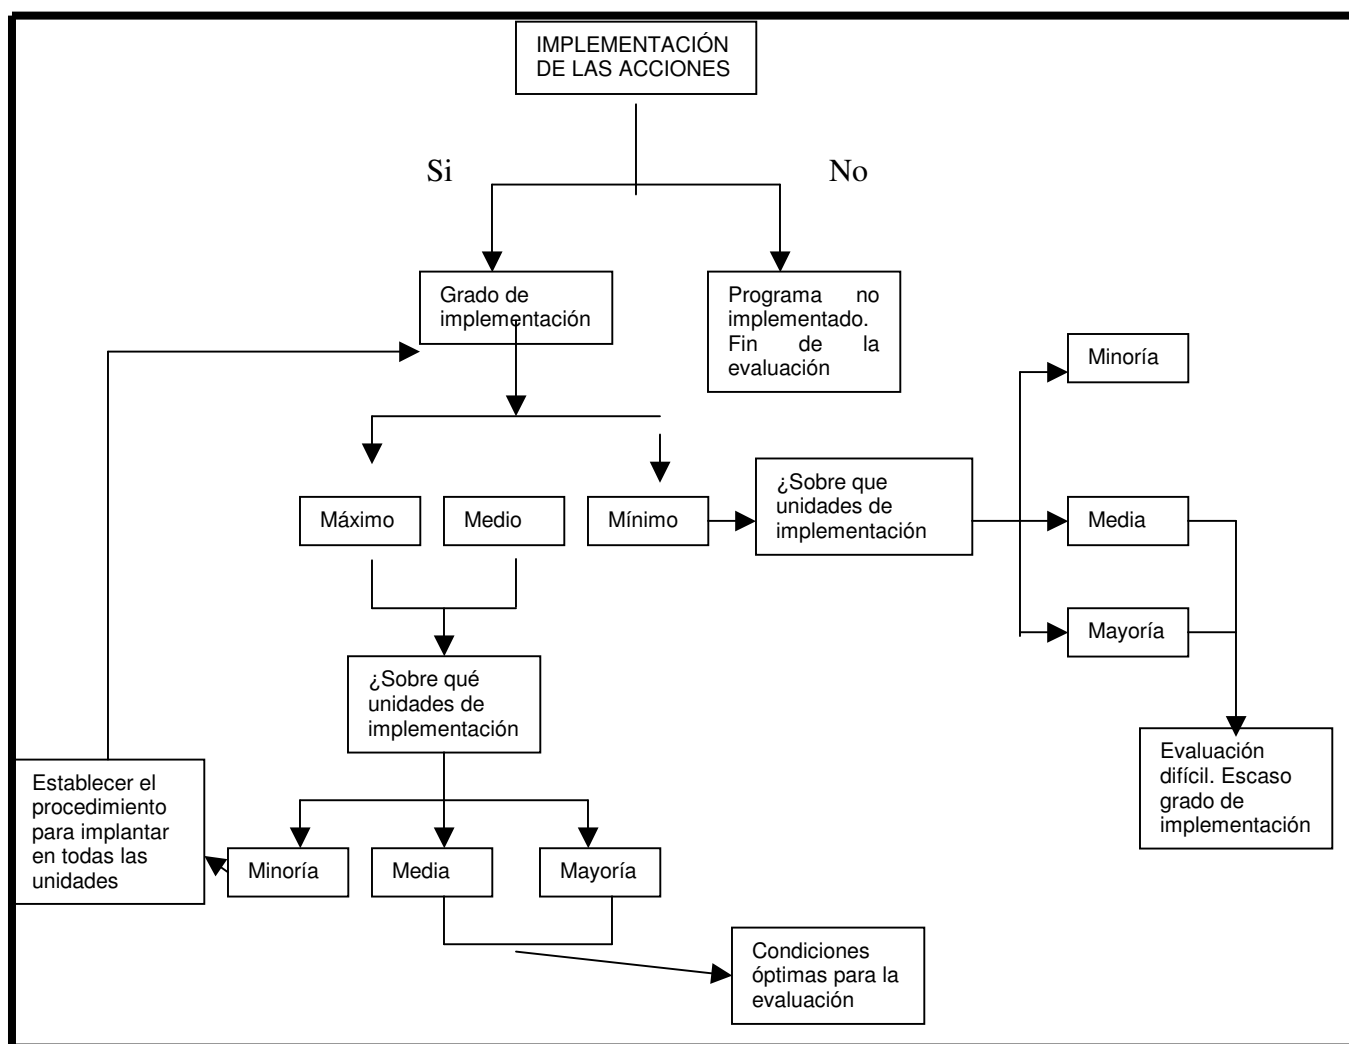 IMPLEMENTACIÓN
DE LAS ACCIONES
Si
No
Grado de
implementación
Programa no
implementado.
Fin de la
evaluación
Minoría
¿Sobre que
unidades de
implementación
Máximo
Medio
Mínimo
Media
Mayoría
¿Sobre qué
unidades de
implementación
Evaluación
difícil. Escaso
grado de
implementación
Establecer el
procedimiento
para implantar
en todas las
unidades
Minoría
Media
Mayoría
Condiciones
óptimas para la
evaluación